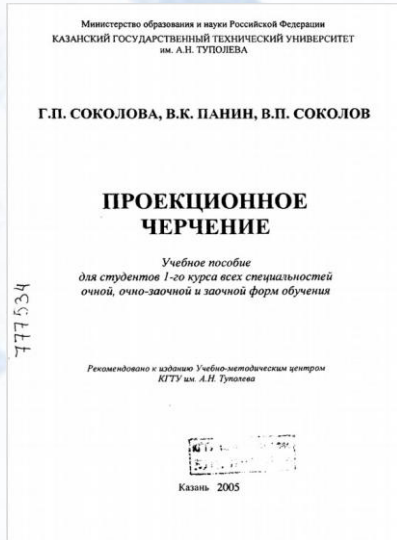 Министерство образования и науки Российской Федерации
КАЗАНСКИЙ ГОСУДАРСТВЕННЫЙ ТЕХНИЧЕСКИЙ УНИВЕРСИТЕТ
им. А.Н. ТУПОЛЕВА
Г.П. СОКОЛОВА, В.К. ПАНИН, В.П. СОКОЛОВ
ПРОЕКЦИОННОЕ
ЧЕРЧЕНИЕ
Учебное пособие
для студентов 1-го курса всех специальностей
очной, очно-заочной и заочной форм обучения
777534
Рекомендовано к изданию Учебно-методическим центром
КГТУ им. А.Н. Туполева
Казань 2005